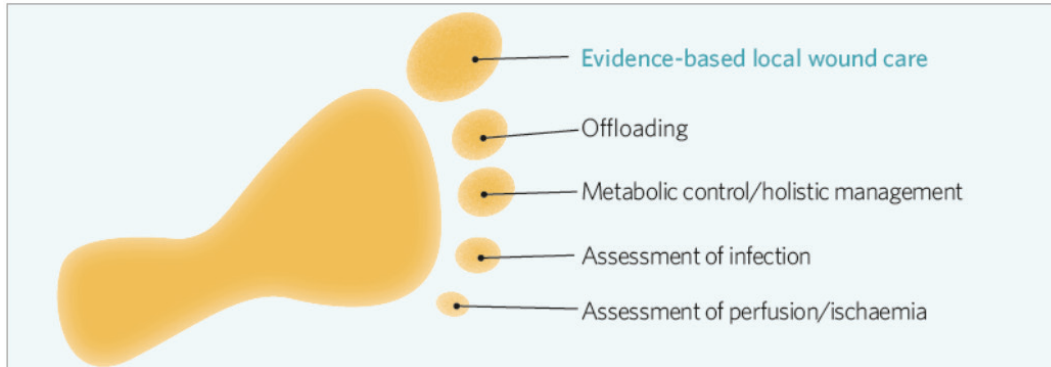 Evidence-based local wound care
Offloading
Metabolic control/holistic management
Assessment of infection
Assessment of perfusion/ischaemia